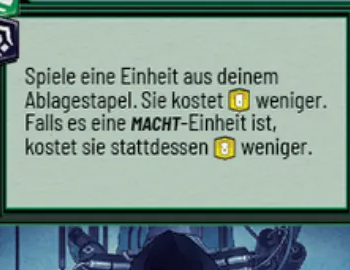 Spiele eine Einheit aus deinem
Ablagestapel. Sie kostet weniger.
Falls es eine MACHT-Einheit ist,
kostet sie stattdessen weniger.